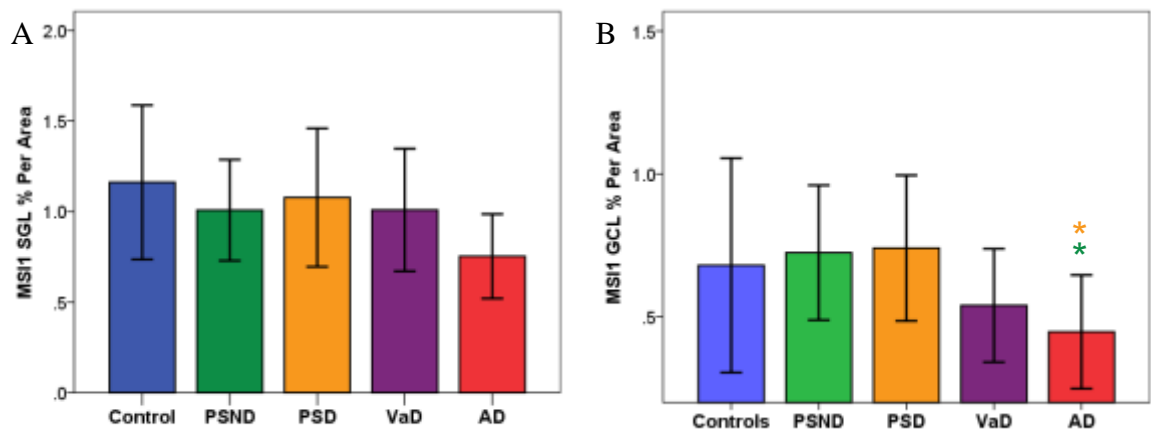 A
MSI1 SGL % Per Area
2.0
1.5
1.0
.5
.0
Control PSND PSD VaD AD
B
MSI1 GCL % Per Area
1.5
1.0
.5
*
*
Controls PSND PSD VaD AD